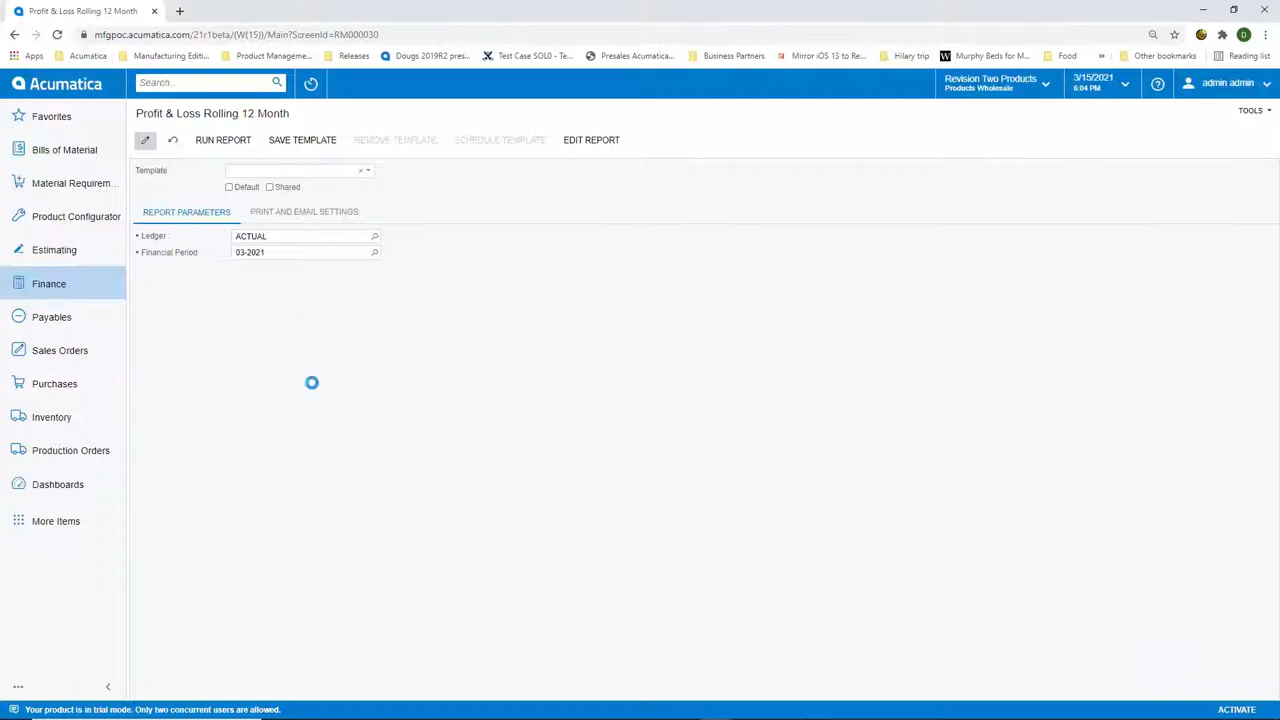 Profit & Loss Rolling 12 Month
mfgpoc.acumatica.com/21r1beta/(W(15))/Main?ScreenId=RM000030
Apps
Acumatica
Manufacturing Editi...
Product Manageme...
Releases
Dougs 2019R2 pres...
Test Case SOL0 – Te...
Presales Acumatica...
Business Partners
Mirror iOS 13 to Re...
Hilary trip
Murphy Beds for M...
Food
»
Other bookmarks
Reading list
D
Acumatica
Search...
Revision Two Products
Products Wholesale
3/15/2021
6:04 PM
admin admin
Favorites
Bills of Material
Material Requirem...
Product Configurator
Estimating
Finance
Payables
Sales Orders
Purchases
Inventory
Production Orders
Dashboards
More Items
Profit & Loss Rolling 12 Month
TOOLS
RUN REPORT
SAVE TEMPLATE
REMOVE TEMPLATE
SCHEDULE TEMPLATE
EDIT REPORT
Template
Default
Shared
REPORT PARAMETERS
PRINT AND EMAIL SETTINGS
• Ledger :
ACTUAL
• Financial Period
03-2021
Your product is in trial mode. Only two concurrent users are allowed.
ACTIVATE